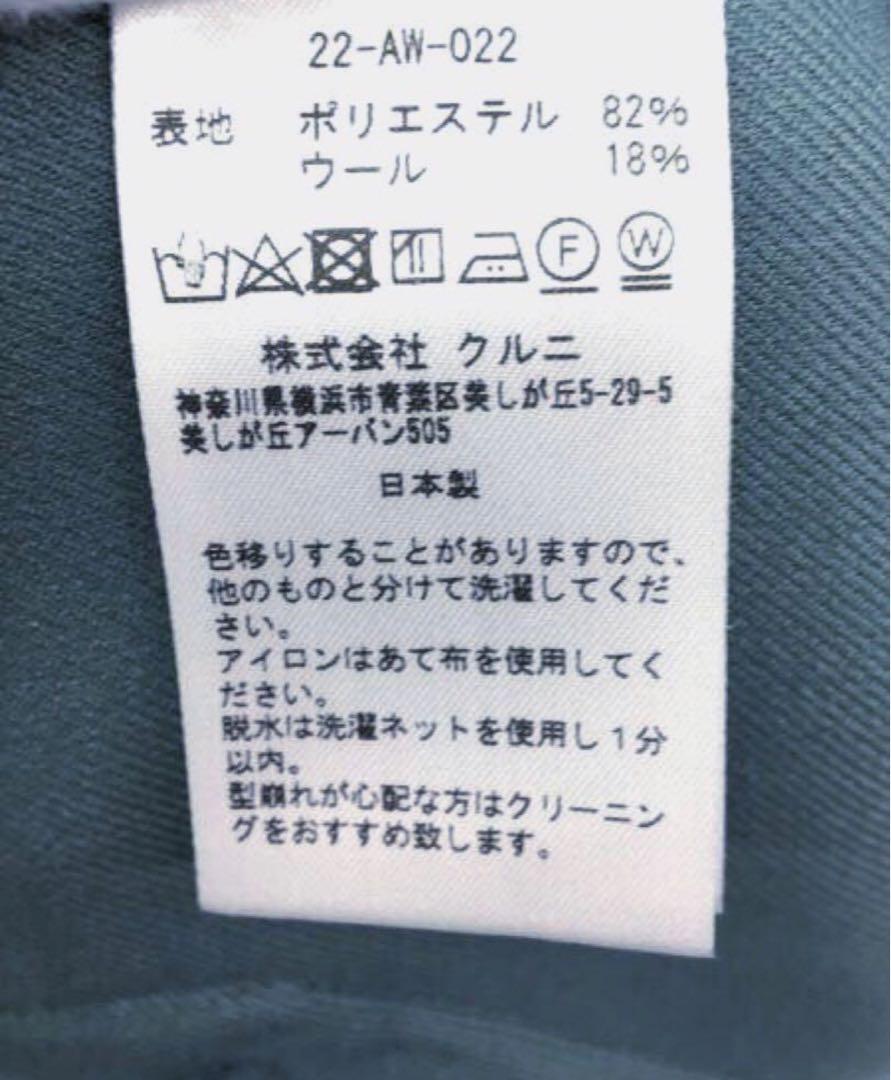 22-AW-022
表地 ポリエステル 82%
ウール 18%
F W
株式会社 クルニ
神奈川県横浜市青葉区美しが丘5-29-5
美しが丘アーバン505
日本製
色移りすることがありますので、
他のものと分けて洗濯してくだ
さい。
アイロンはあて布を使用してく
ださい。
脱水は洗濯ネットを使用し1分
以内。
型崩れが心配な方はクリーニン
グをおすすめ致します。